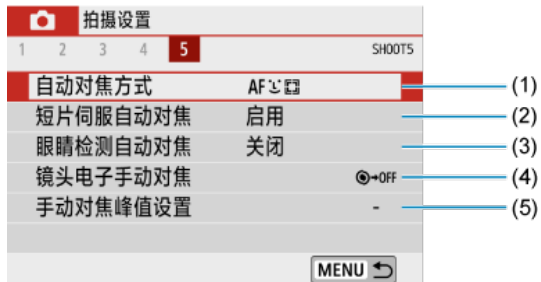 拍摄设置
1 2 3 4 5 SHOOT5
自动对焦方式 AF (1)
短片伺服自动对焦 启用 (2)
眼睛检测自动对焦 关闭 (3)
镜头电子手动对焦 OFF (4)
手动对焦峰值设置 - (5)
MENU